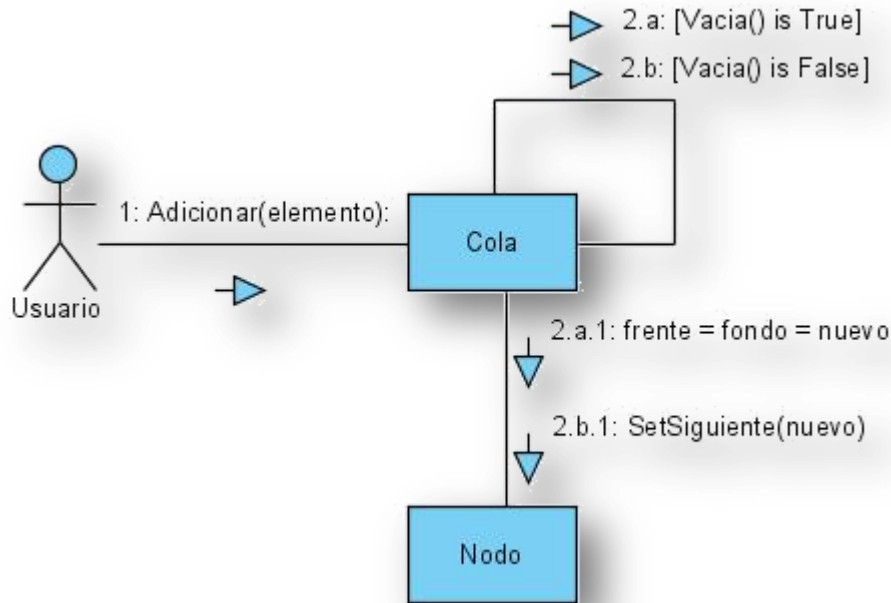 2.a: [Vacia() is True]
2.b: [Vacia() is False]
1: Adicionar(elemento):
Cola
Usuario
2.a.1: frente = fondo = nuevo
2.b.1: SetSiguiente(nuevo)
Nodo